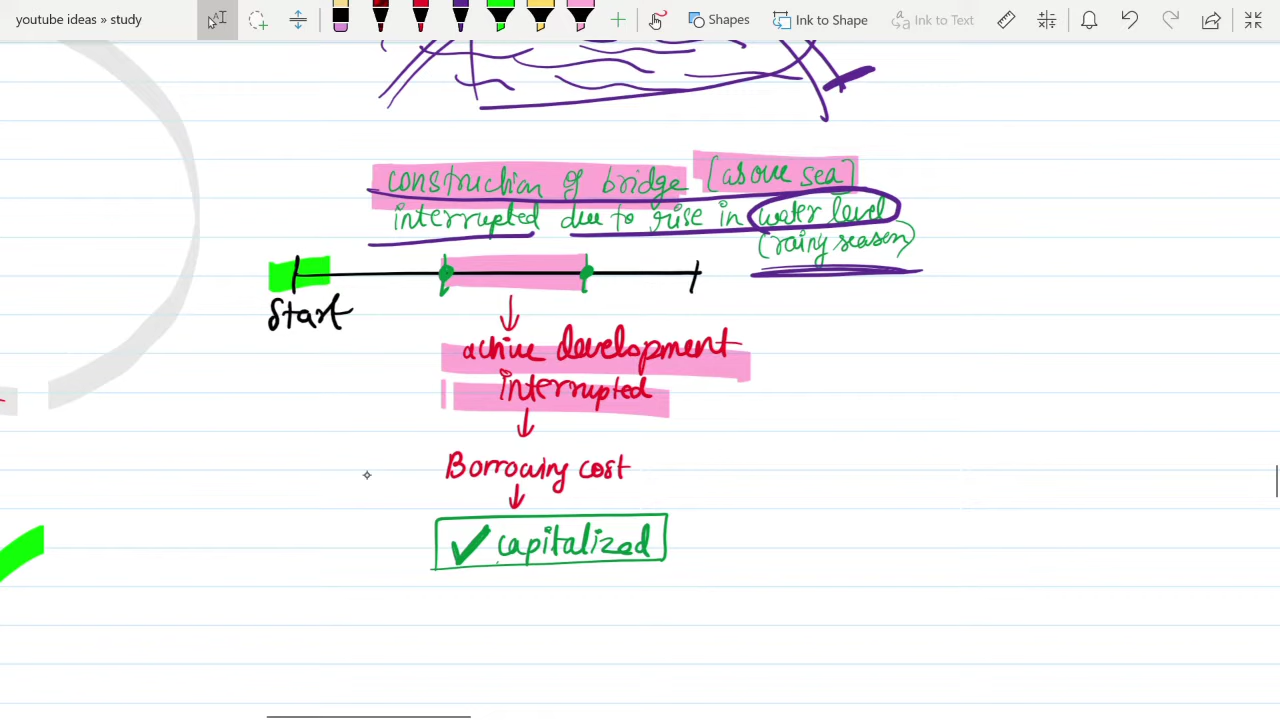 youtube ideas » study
Shapes
Ink to Shape
Ink to Text
construction of bridge [above sea]
interrupted due to rise in water level
(rainy season)
Start
active development
interrupted
Borrowing cost
✓ capitalized